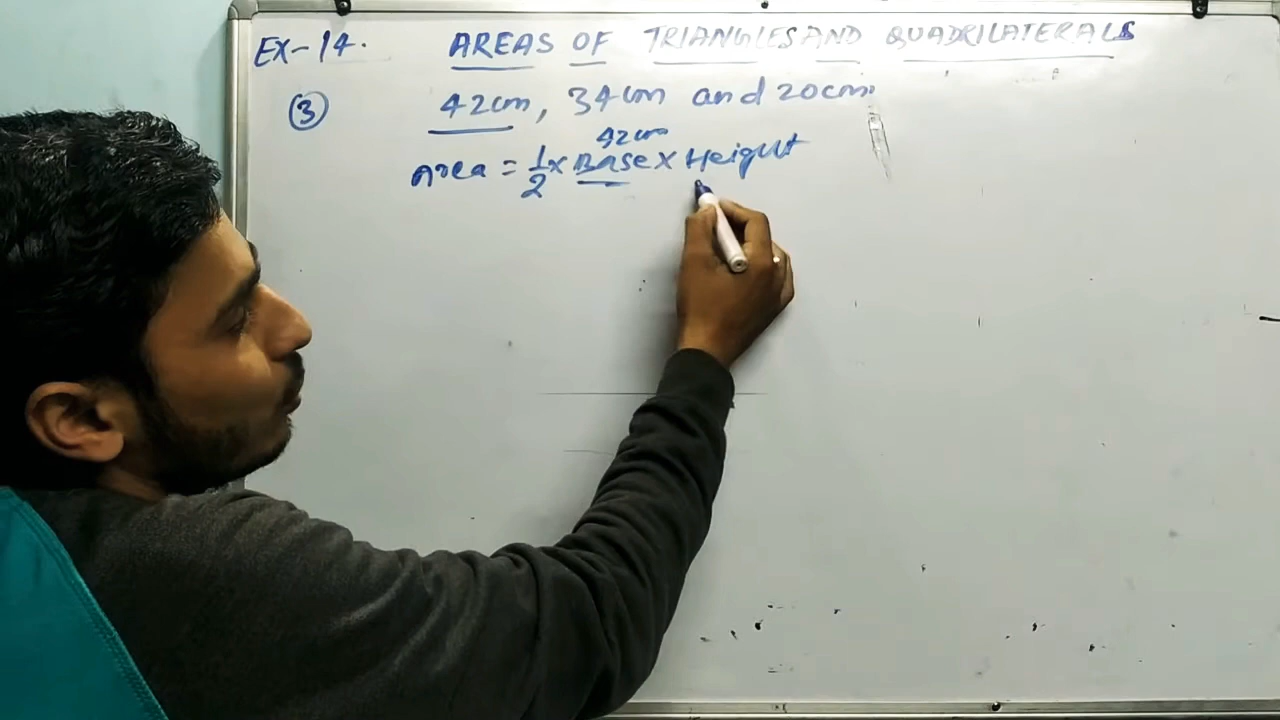 EX-14. AREAS OF TRIANGLES AND QUADRILATERALS
3 42cm, 34cm and 20cm.
42cm
Area = 1/2 x Base x Height